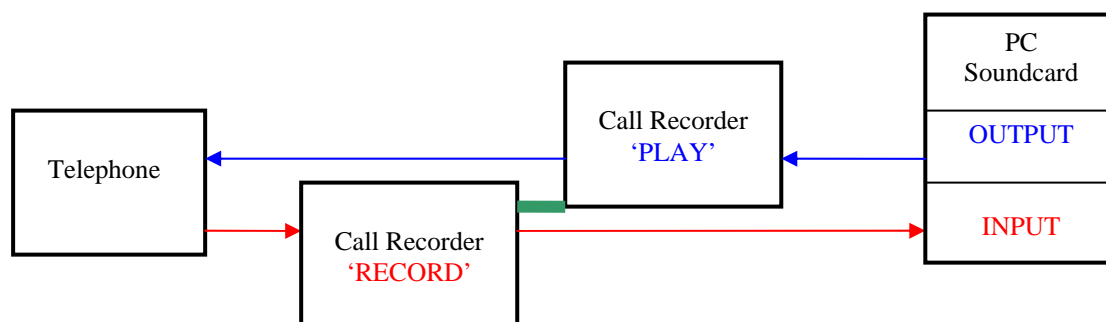 PC
Soundcard
Call Recorder
‘PLAY’
OUTPUT
Telephone
Call Recorder
‘RECORD’
INPUT